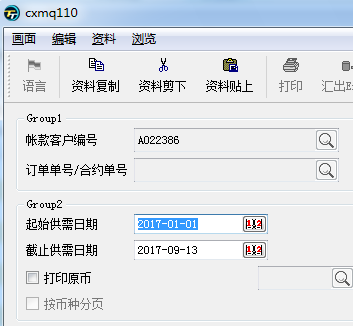 cxmq110
画面 编辑 资料 浏览
语言 资料复制 资料剪下 资料贴上 打印
Group1
帐款客户编号 A022386
订单单号/合约单号
Group2
起始供需日期 2017-01-01
截止供需日期 2017-09-13
打印原币
按币种分页